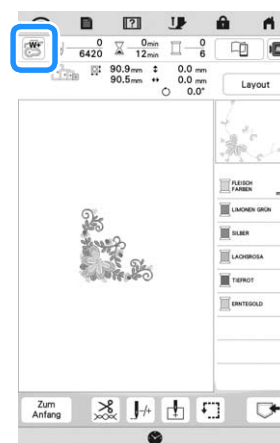 W+
0
6420
0min
12min
0
6
90.9mm
0.0 mm
90.5mm
0.0 mm
0.0°
Layout
FLEISCH
FARBEN
LIMONEN GRÜN
SILBER
LACHSROSA
TIEFROT
ERNTEGOLD
Zum
Anfang